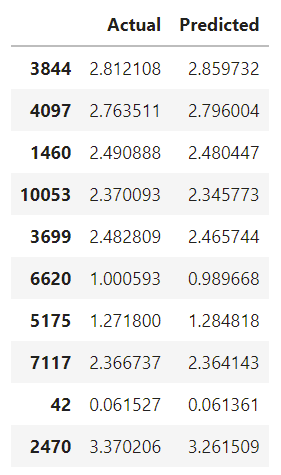 Actual Predicted
3844 2.812108 2.859732
4097 2.763511 2.796004
1460 2.490888 2.480447
10053 2.370093 2.345773
3699 2.482809 2.465744
6620 1.000593 0.989668
5175 1.271800 1.284818
7117 2.366737 2.364143
42 0.061527 0.061361
2470 3.370206 3.261509